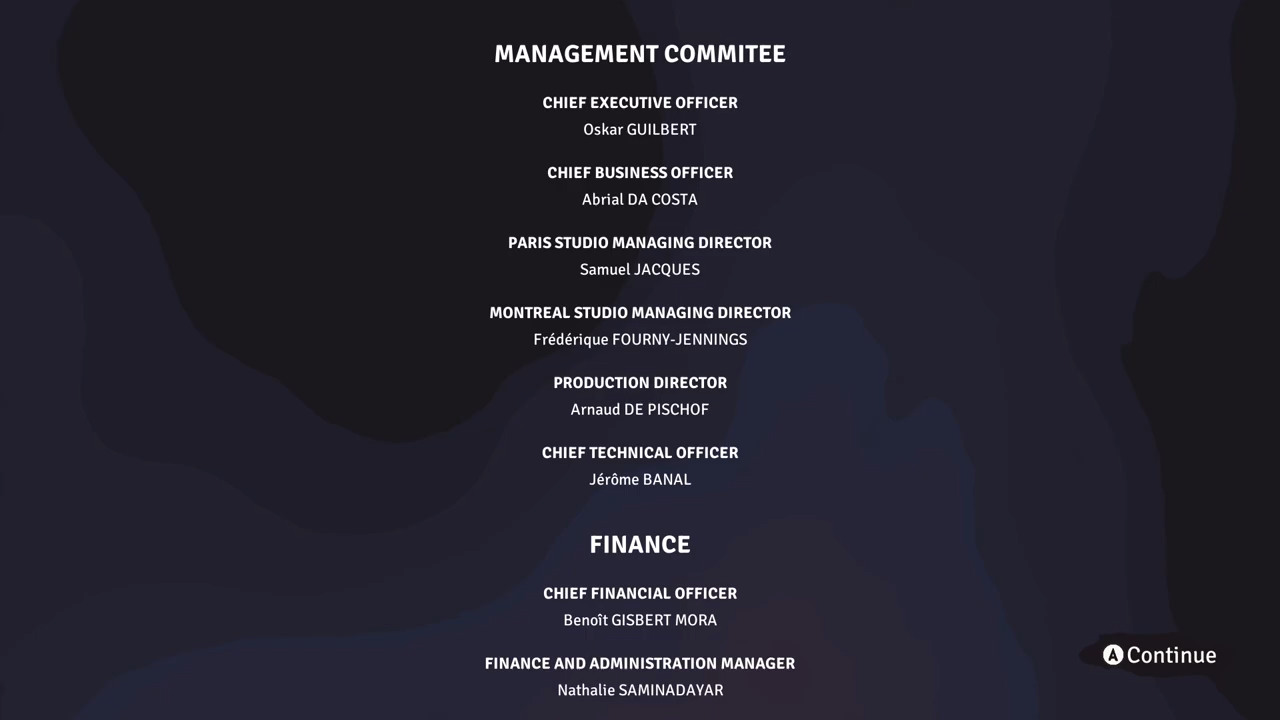 MANAGEMENT COMMITEE
CHIEF EXECUTIVE OFFICER
Oskar GUILBERT
CHIEF BUSINESS OFFICER
Abrial DA COSTA
PARIS STUDIO MANAGING DIRECTOR
Samuel JACQUES
MONTREAL STUDIO MANAGING DIRECTOR
Frédérique FOURNY-JENNINGS
PRODUCTION DIRECTOR
Arnaud DE PISCHOF
CHIEF TECHNICAL OFFICER
Jérôme BANAL
FINANCE
CHIEF FINANCIAL OFFICER
Benoît GISBERT MORA
FINANCE AND ADMINISTRATION MANAGER
Nathalie SAMINADAYAR
A Continue